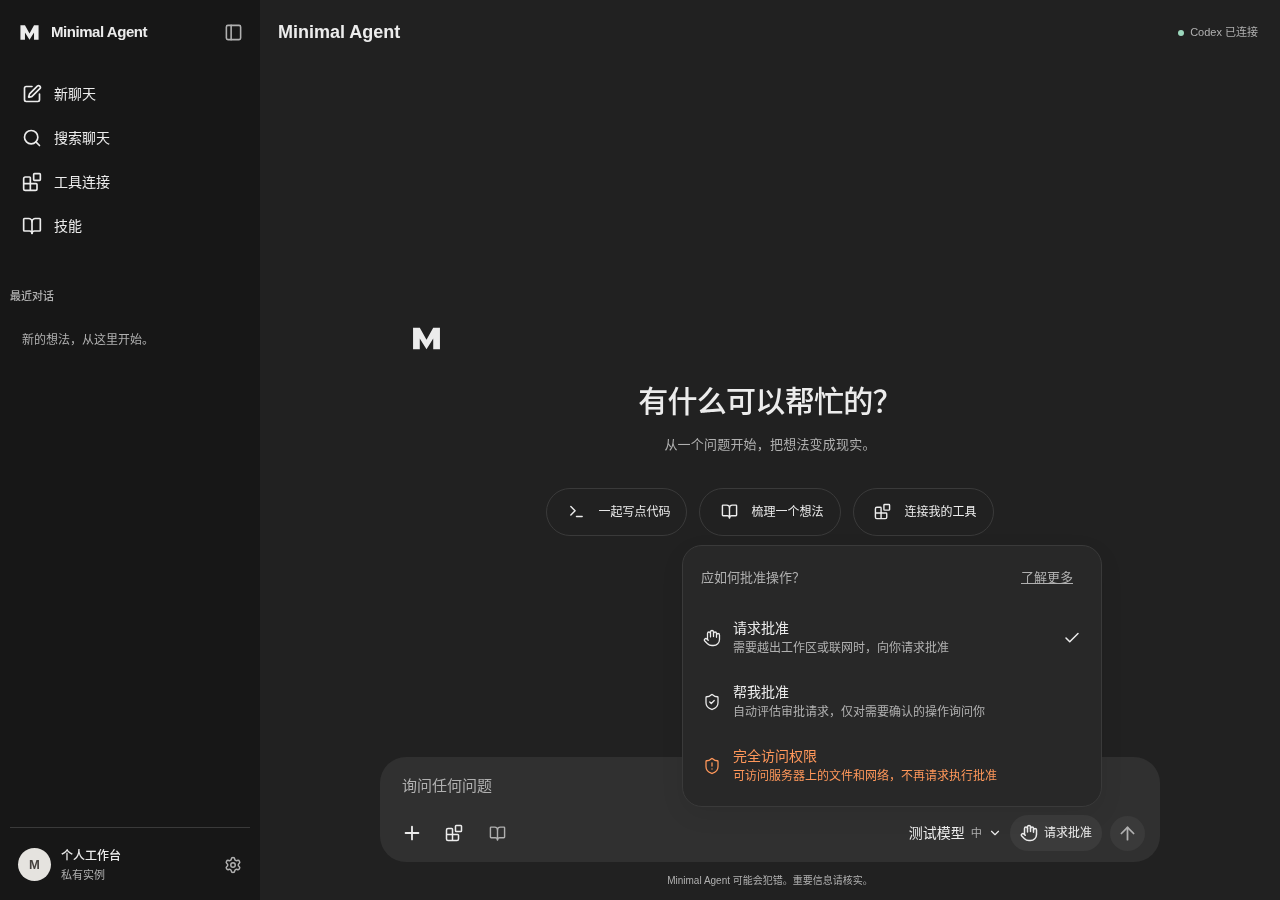 Minimal Agent
新聊天
搜索聊天
工具连接
技能
最近对话
新的想法，从这里开始。
M
个人工作台
私有实例
Minimal Agent
Codex 已连接
有什么可以帮忙的？
从一个问题开始，把想法变成现实。
一起写点代码
梳理一个想法
连接我的工具
应如何批准操作？
了解更多
请求批准
需要越出工作区或联网时，向你请求批准
帮我批准
自动评估审批请求，仅对需要确认的操作询问你
完全访问权限
可访问服务器上的文件和网络，不再请求执行批准
询问任何问题
测试模型 中
请求批准
Minimal Agent 可能会犯错。重要信息请核实。